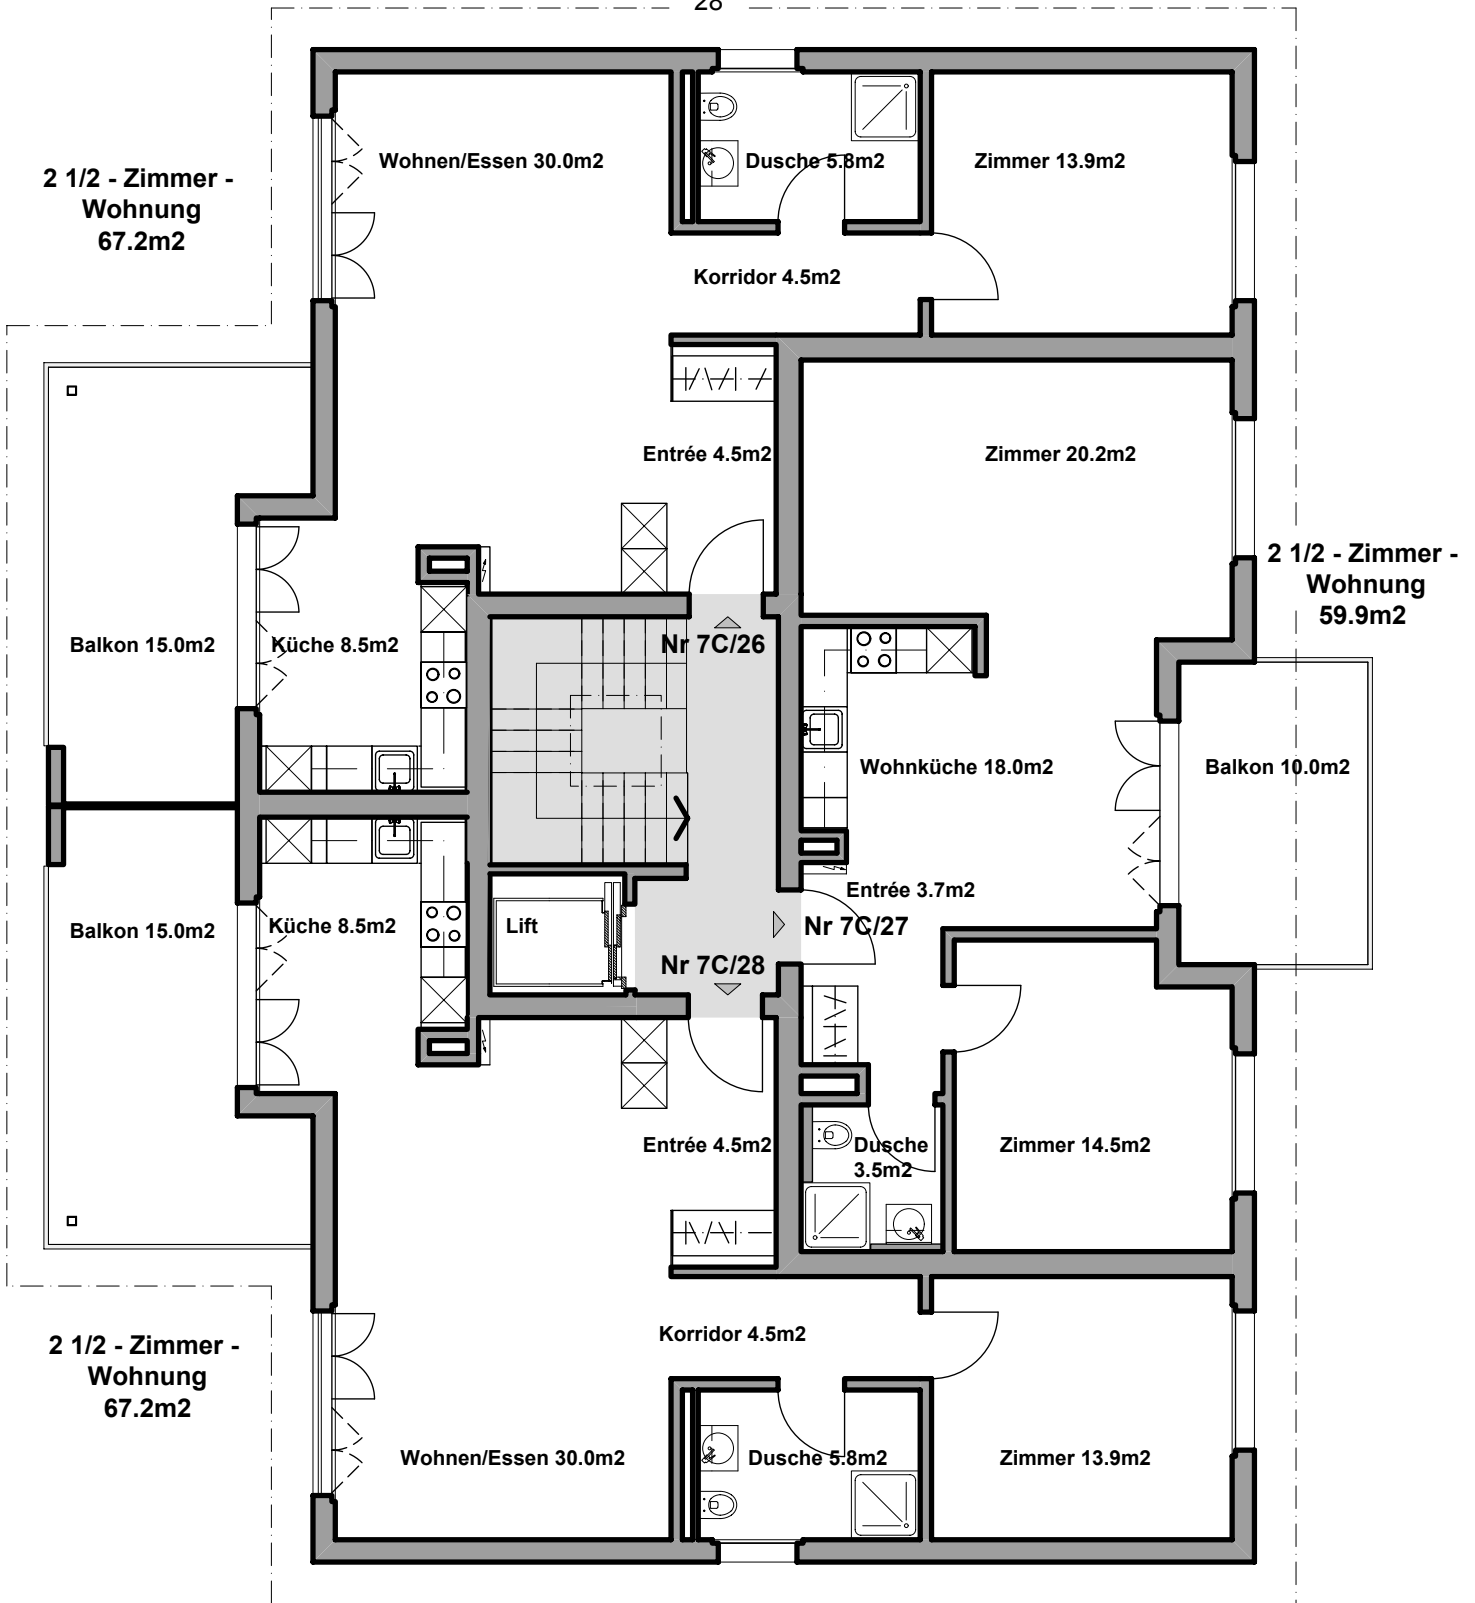 28
Wohnen/Essen 30.0m2
Dusche 5.8m2
Zimmer 13.9m2
2 1/2 - Zimmer -
Wohnung
67.2m2
Korridor 4.5m2
Entrée 4.5m2
Zimmer 20.2m2
2 1/2 - Zimmer -
Wohnung
59.9m2
Balkon 15.0m2
Küche 8.5m2
Nr 7C/26
Wohnküche 18.0m2
Balkon 10.0m2
Entrée 3.7m2
Balkon 15.0m2
Küche 8.5m2
Lift
Nr 7C/27
Nr 7C/28
Entrée 4.5m2
Dusche
3.5m2
Zimmer 14.5m2
Korridor 4.5m2
2 1/2 - Zimmer -
Wohnung
67.2m2
Wohnen/Essen 30.0m2
Dusche 5.8m2
Zimmer 13.9m2